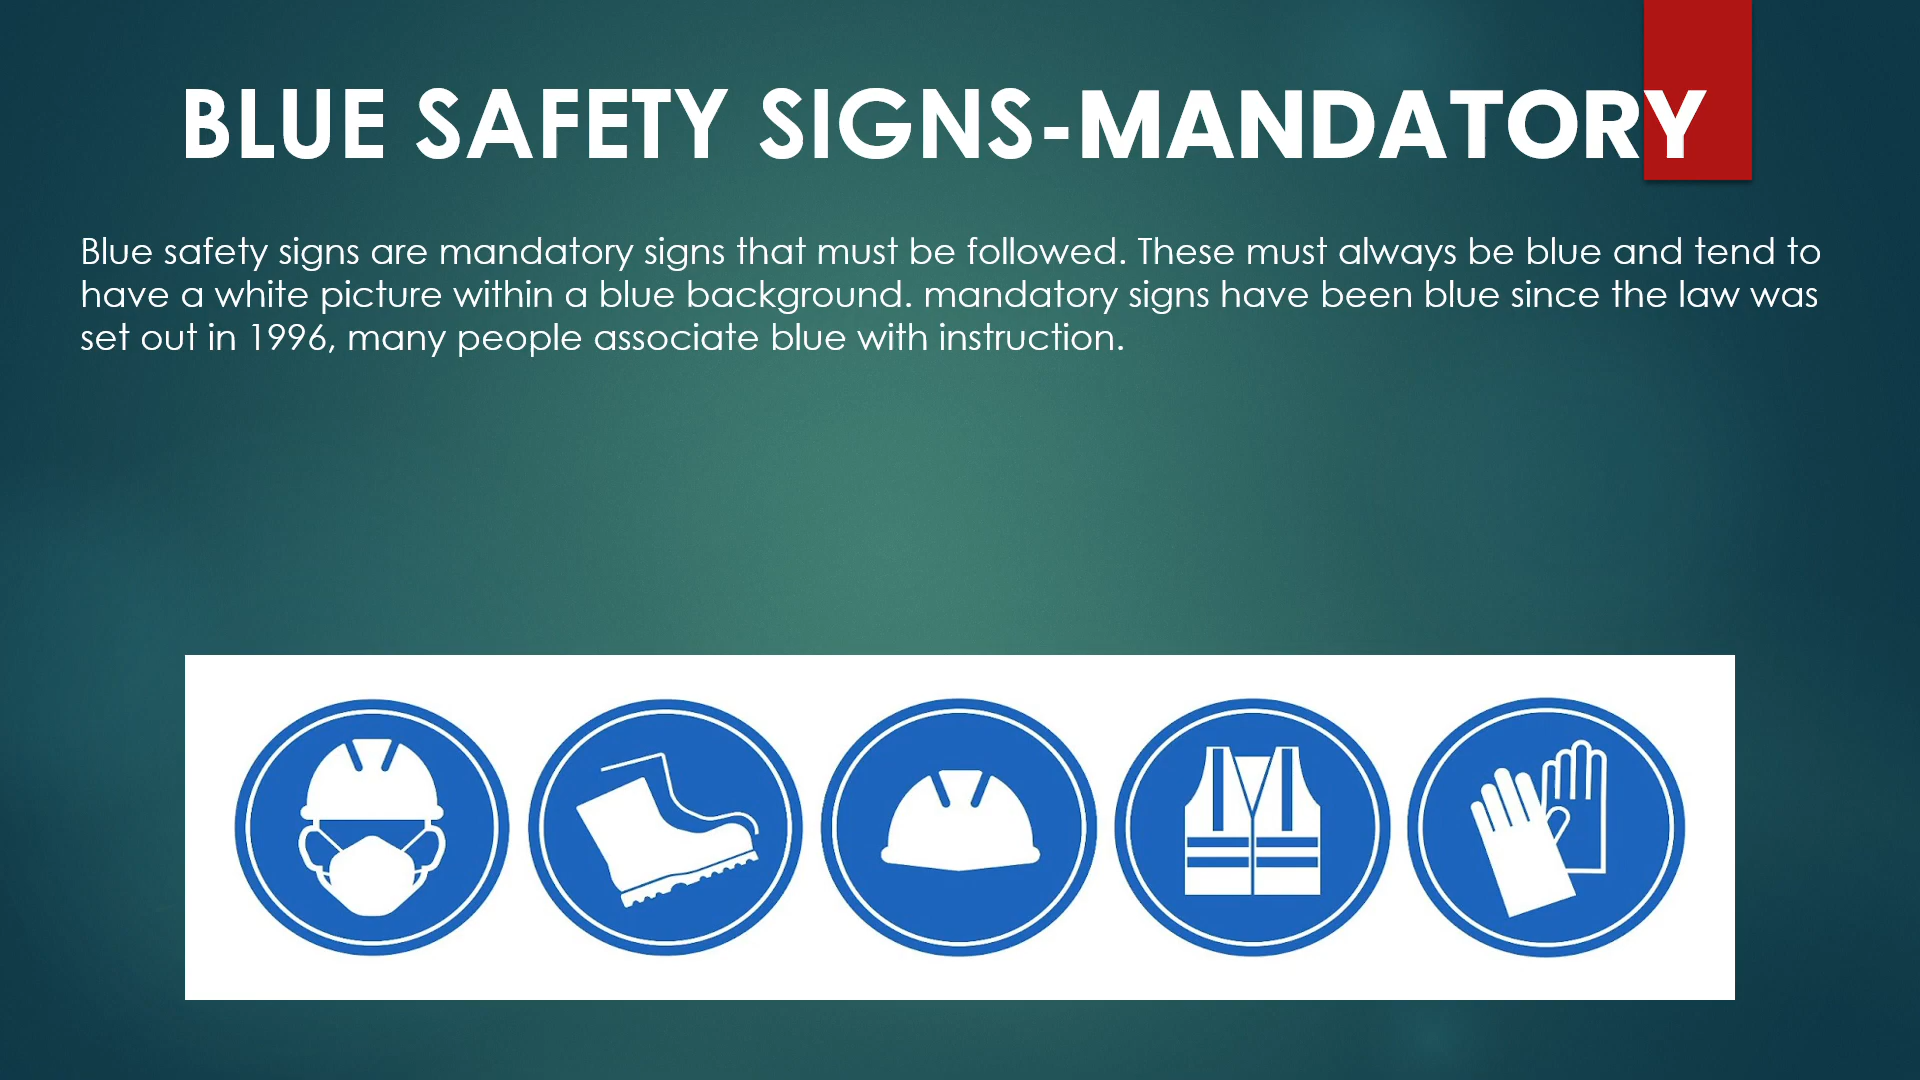 BLUE SAFETY SIGNS-MANDATORY
Blue safety signs are mandatory signs that must be followed. These must always be blue and tend to
have a white picture within a blue background. mandatory signs have been blue since the law was
set out in 1996, many people associate blue with instruction.